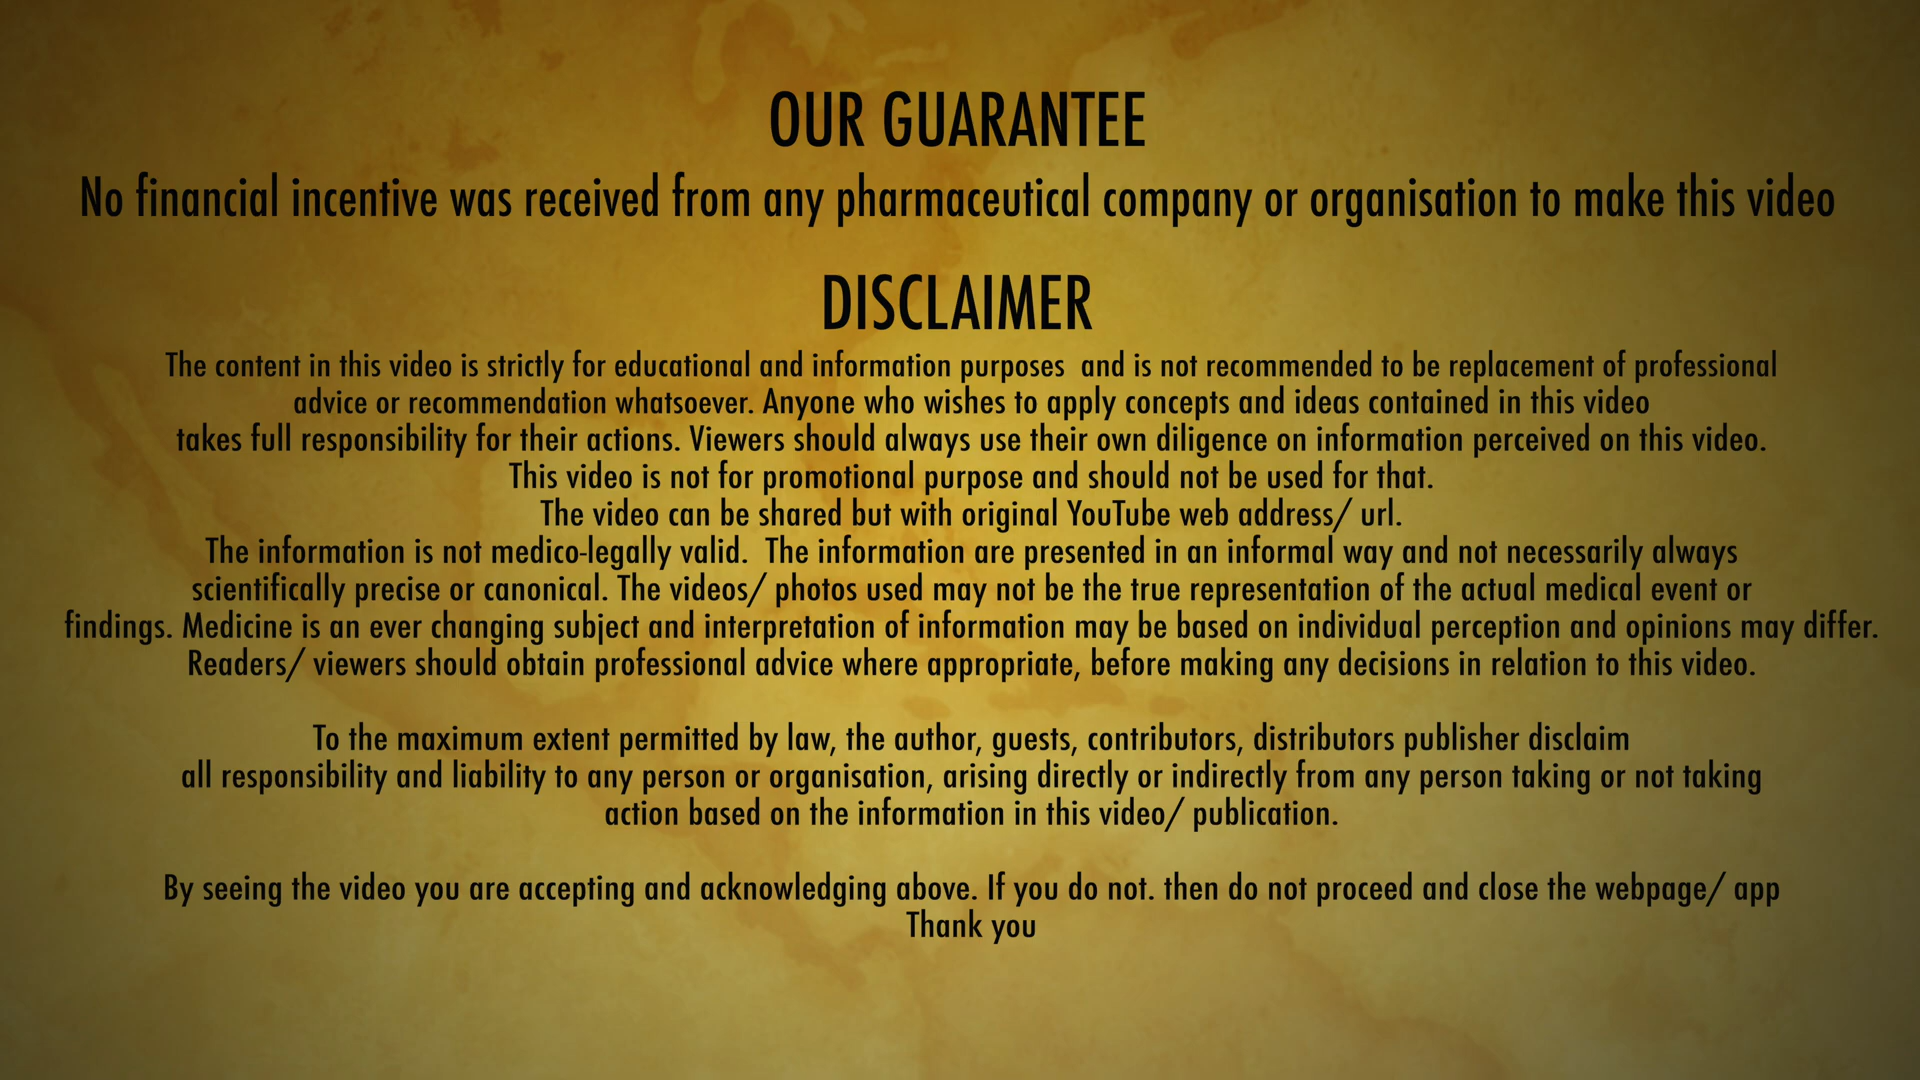 OUR GUARANTEE
No financial incentive was received from any pharmaceutical company or organisation to make this video
DISCLAIMER
The content in this video is strictly for educational and information purposes  and is not recommended to be replacement of professional
advice or recommendation whatsoever. Anyone who wishes to apply concepts and ideas contained in this video
takes full responsibility for their actions. Viewers should always use their own diligence on information perceived on this video.
This video is not for promotional purpose and should not be used for that.
The video can be shared but with original YouTube web address/ url.
The information is not medico-legally valid.  The information are presented in an informal way and not necessarily always
scientifically precise or canonical. The videos/ photos used may not be the true representation of the actual medical event or
findings. Medicine is an ever changing subject and interpretation of information may be based on individual perception and opinions may differ.
Readers/ viewers should obtain professional advice where appropriate, before making any decisions in relation to this video.
To the maximum extent permitted by law, the author, guests, contributors, distributors publisher disclaim
all responsibility and liability to any person or organisation, arising directly or indirectly from any person taking or not taking
action based on the information in this video/ publication.
By seeing the video you are accepting and acknowledging above. If you do not. then do not proceed and close the webpage/ app
Thank you